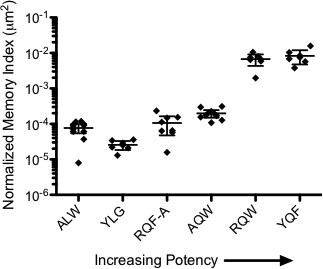 Normalized Memory Index (μm²)
10⁻¹
10⁻²
10⁻³
10⁻⁴
10⁻⁵
10⁻⁶
ALW
YLG
RQF-A
AQW
RQW
YQF
Increasing Potency